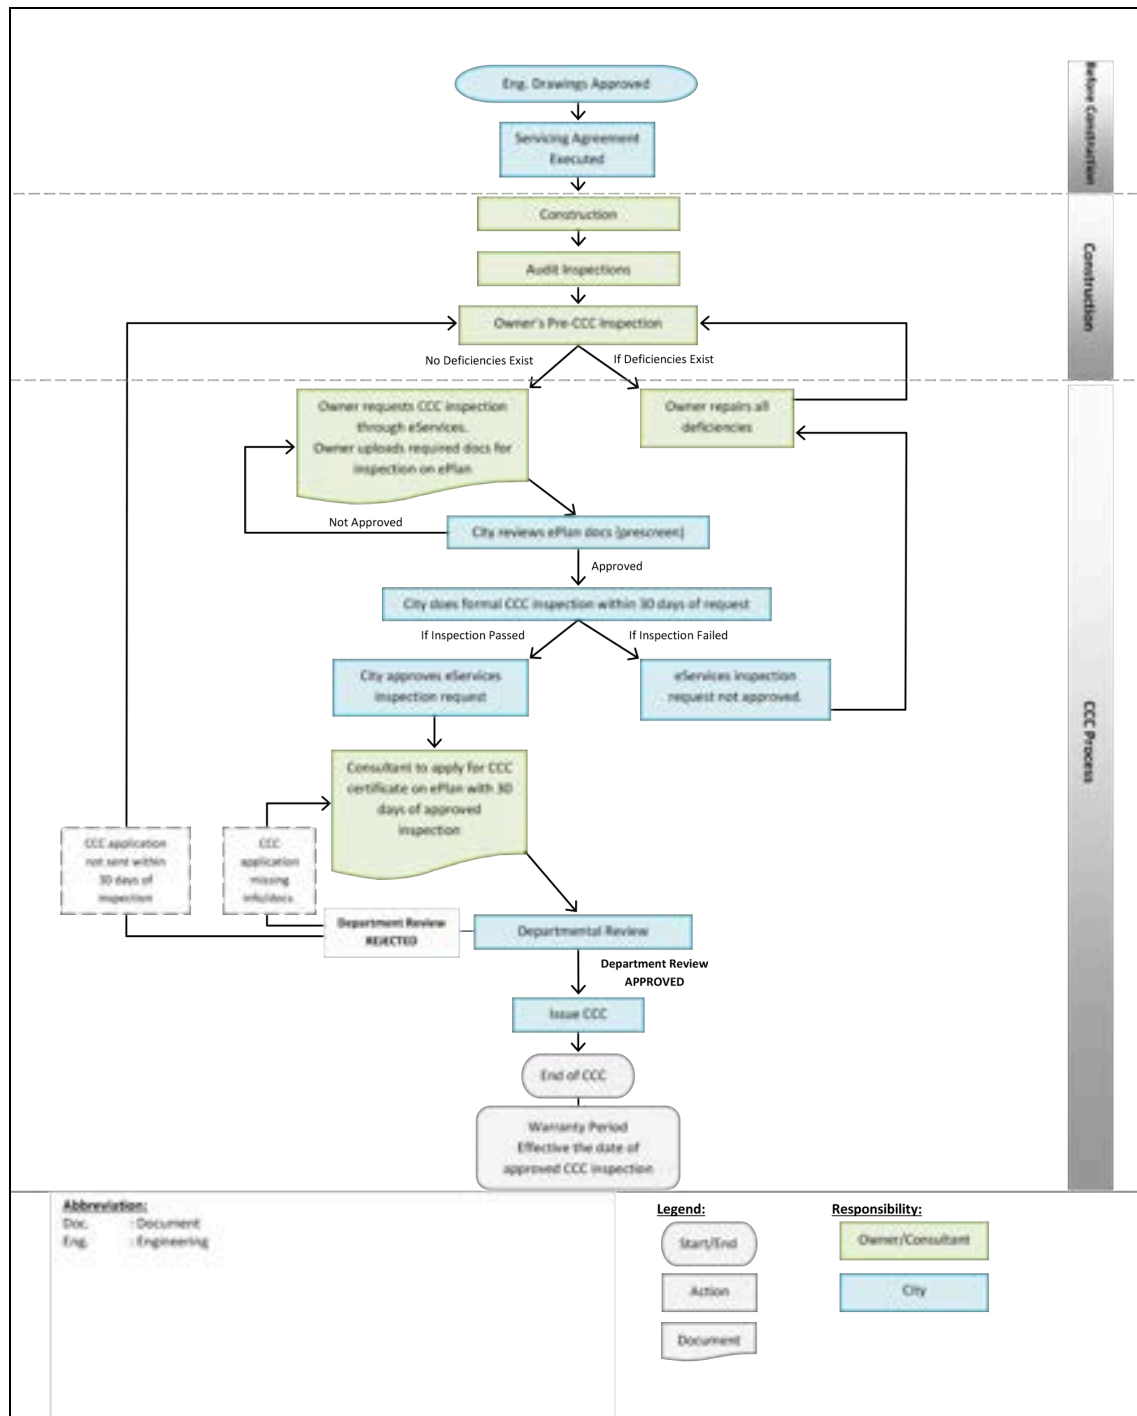 Eng. Drawings Approved
Before Construction
Servicing Agreement
Executed
Construction
Audit Inspections
Construction
Owner's Pre-CCC Inspection
No Deficiencies Exist
If Deficiencies Exist
Owner requests CCC inspection
through eServices.
Owner uploads required docs for
inspection on ePlan
Owner repairs all
deficiencies
Not Approved
City reviews ePlan docs (prescreen)
Approved
City does formal CCC inspection within 30 days of request
If Inspection Passed
If Inspection Failed
City approves eServices
inspection request
eServices inspection
request not approved.
CCC Process
Consultant to apply for CCC
certificate on ePlan with 30
days of approved
inspection
CCC application
not sent within
30 days of
inspection
CCC
application
missing
info/docs.
Department Review
REJECTED
Departmental Review
Department Review
APPROVED
Issue CCC
End of CCC
Warranty Period
Effective the date of
approved CCC inspection
Abbreviation:
Doc. : Document
Eng. : Engineering
Legend:
Start/End
Action
Document
Responsibility:
Owner/Consultant
City